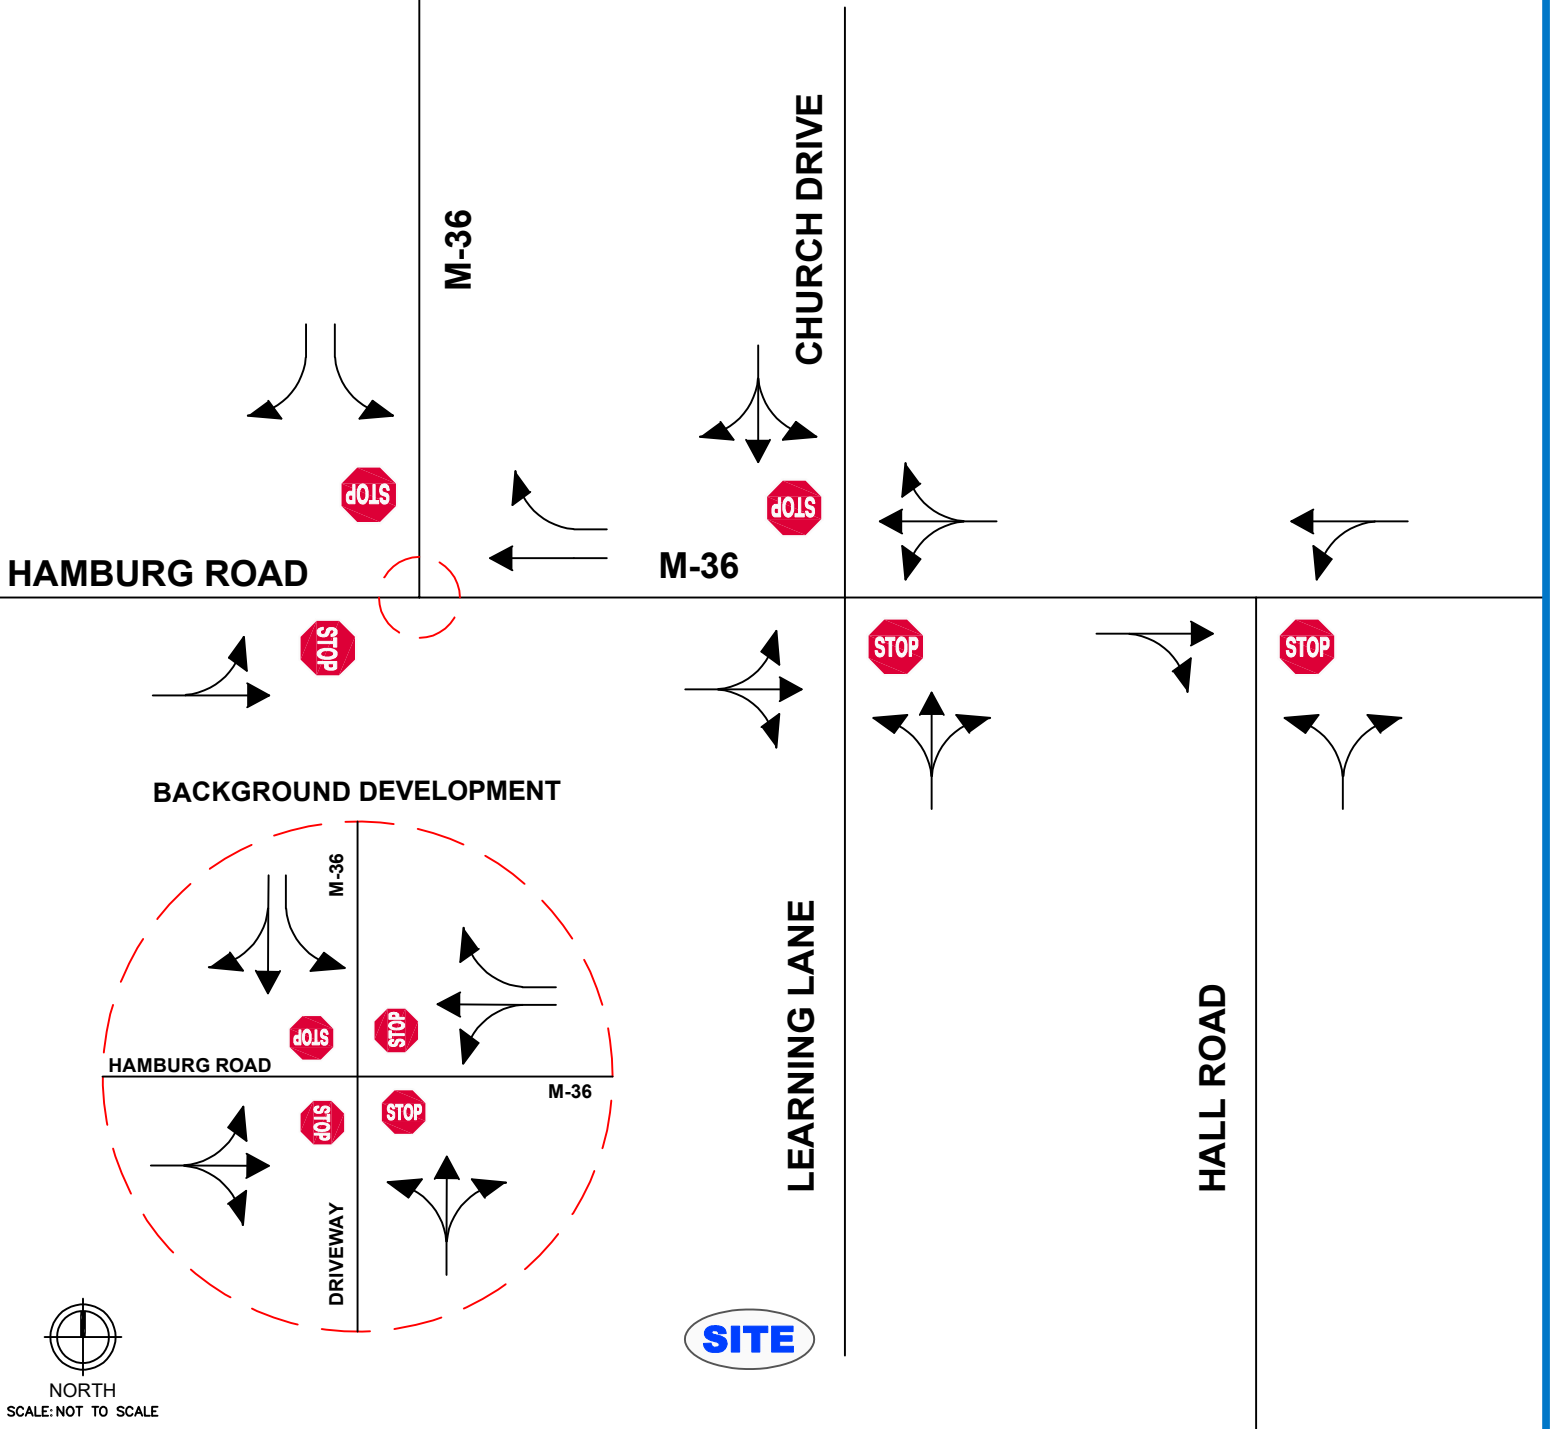 M-36
CHURCH DRIVE
STOP
STOP
HAMBURG ROAD
M-36
STOP
STOP
STOP
BACKGROUND DEVELOPMENT
M-36
STOP
STOP
HAMBURG ROAD
M-36
STOP
STOP
DRIVEWAY
LEARNING LANE
HALL ROAD
SITE
NORTH
SCALE: NOT TO SCALE